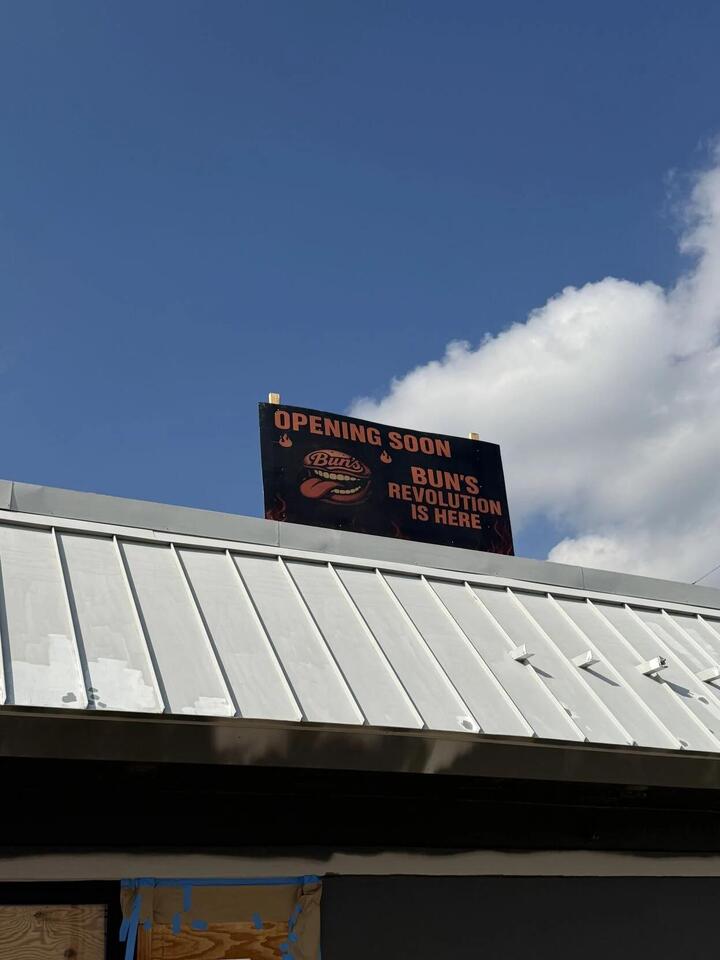 OPENING SOON
Bun's
BUN'S
REVOLUTION
IS HERE